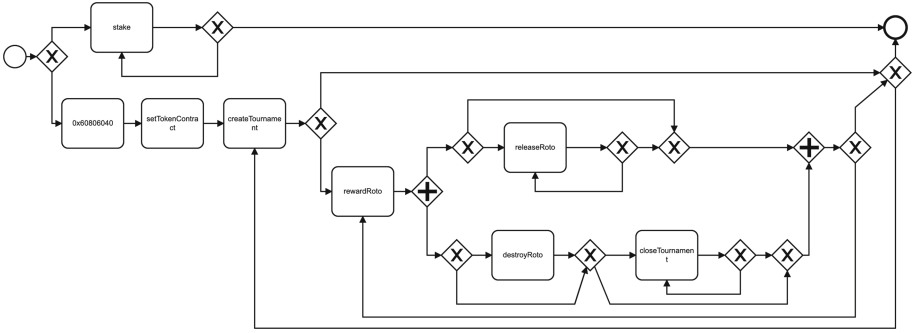 stake
0x60806040
setTokenContra
ct
createTourname
nt
rewardRoto
releaseRoto
destroyRoto
closeTournamen
t